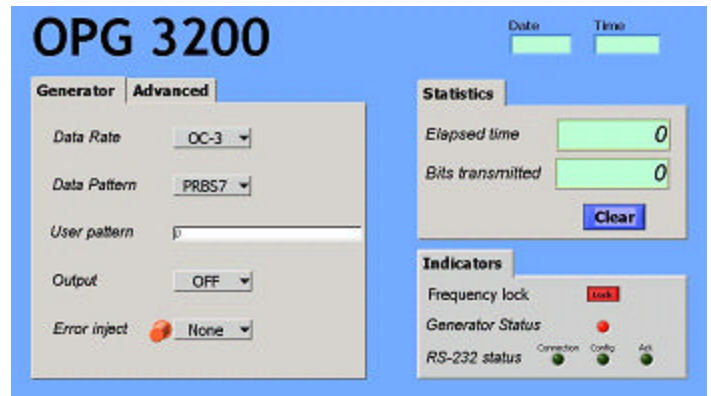 OPG 3200
Date Time
Generator Advanced
Data Rate OC-3
Data Pattern PRBS7
User pattern 0
Output OFF
Error inject None
Statistics
Elapsed time 0
Bits transmitted 0
Clear
Indicators
Frequency lock Lock
Generator Status
Connection Config Ack
RS-232 status